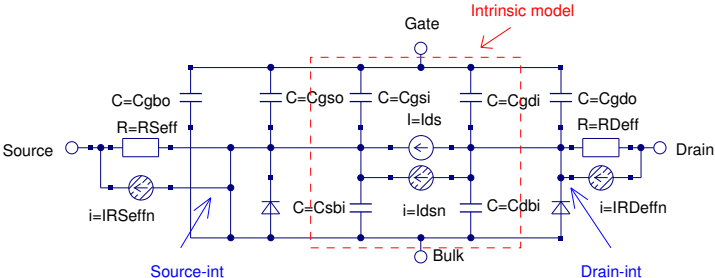 Intrinsic model
Gate
C=Cgbo
C=Cgso
C=Cgsi
C=Cgdi
C=Cgdo
R=RSeff
I=Ids
R=RDeff
Source
Drain
i=IRSeffn
C=Csbi
i=Idsn
C=Cdbi
i=IRDeffn
Bulk
Source-int
Drain-int